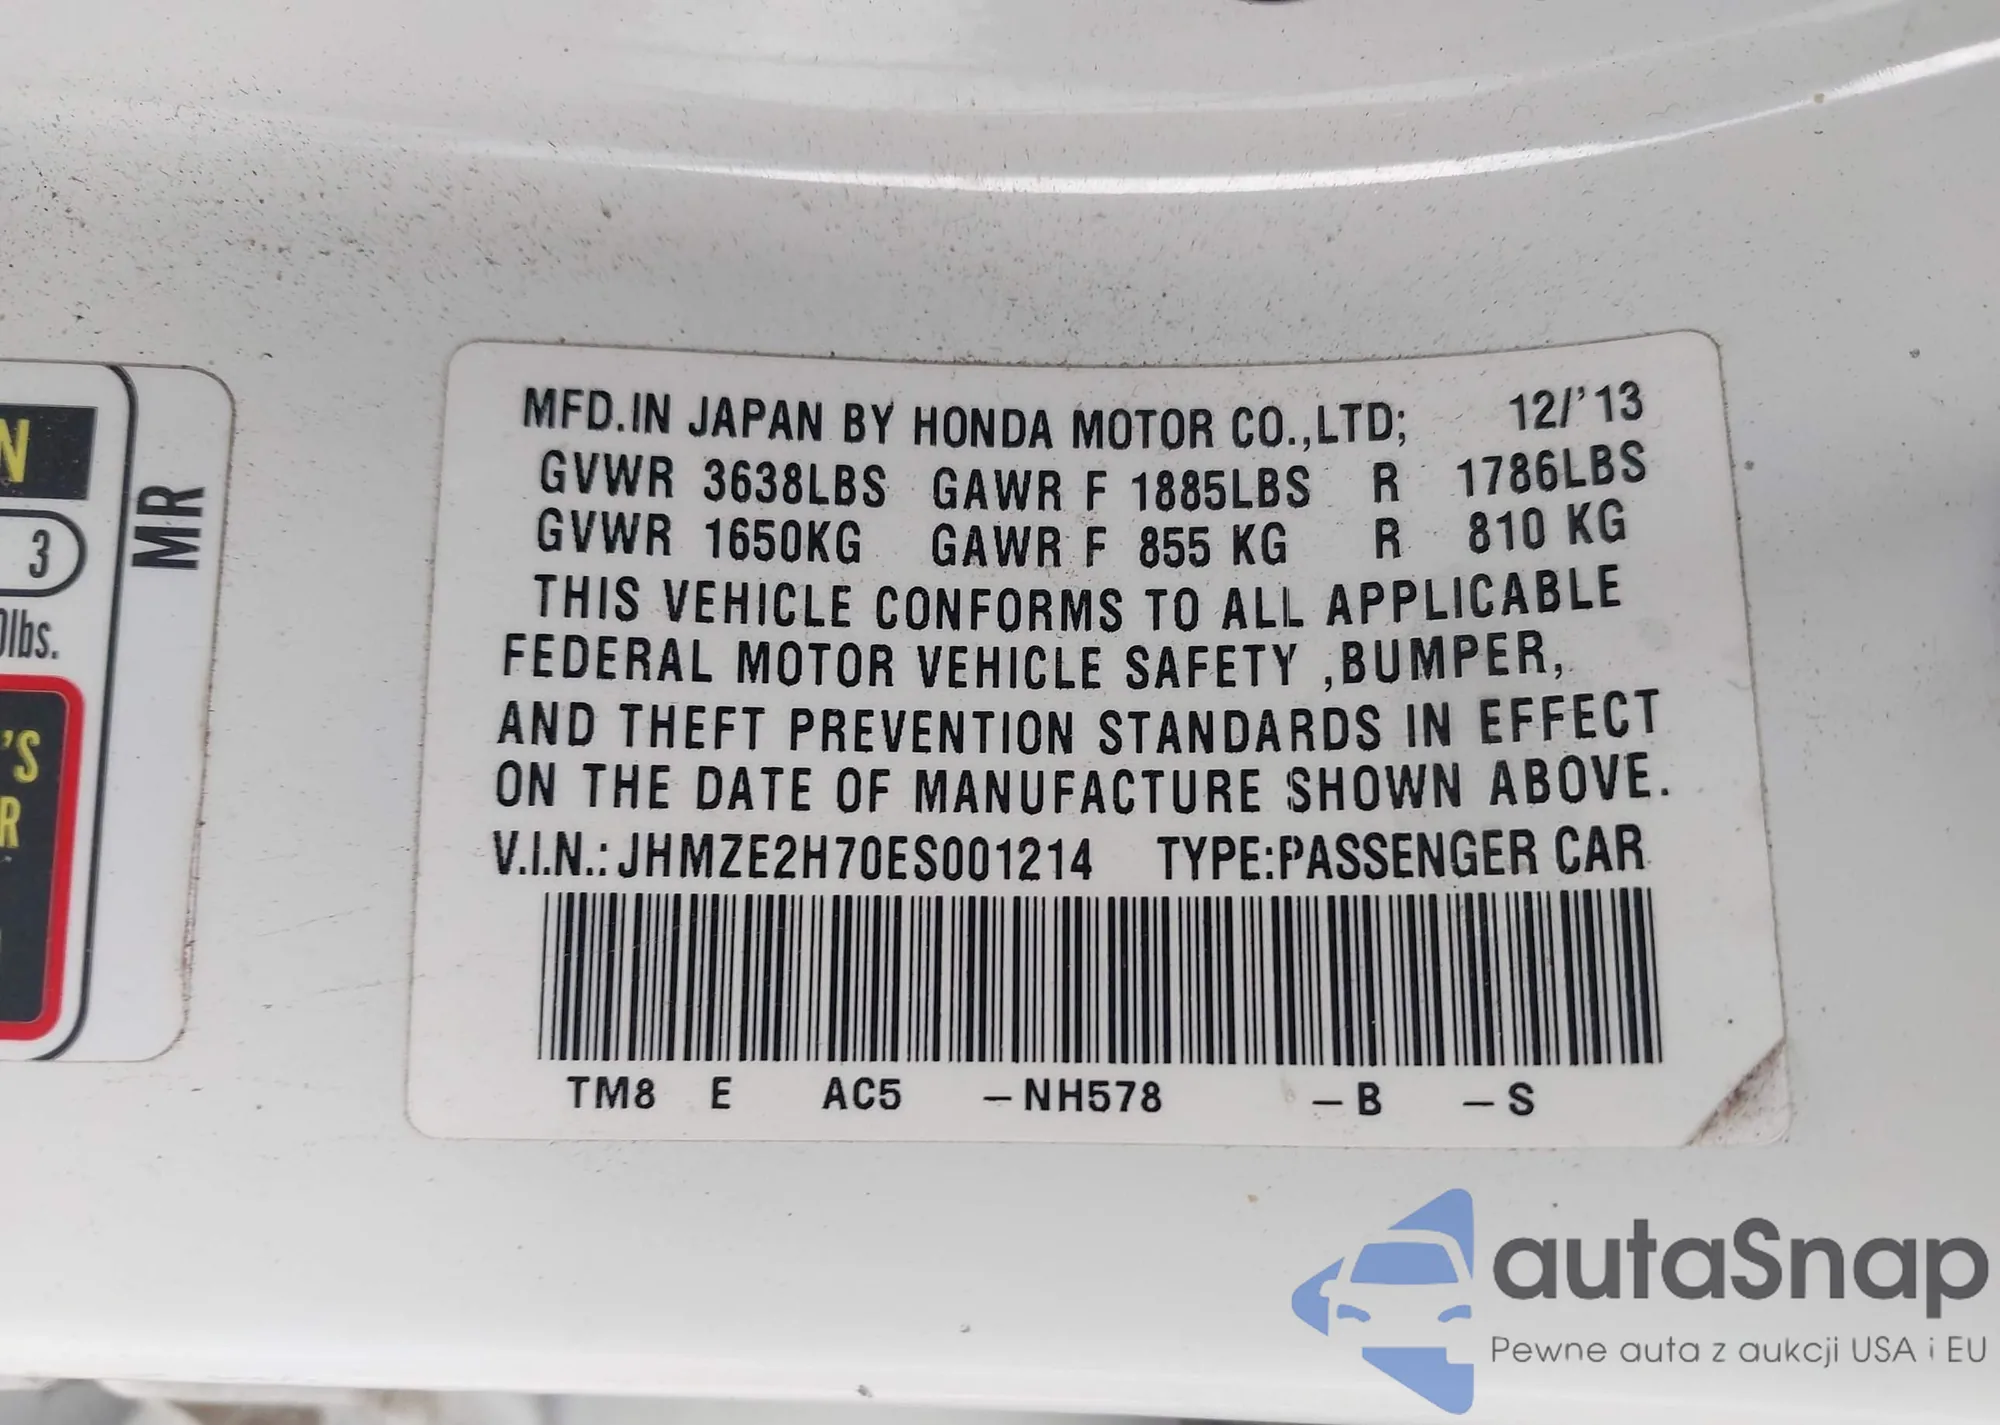 N
3
0lbs.
'S
R
MR
MFD.IN JAPAN BY HONDA MOTOR CO.,LTD; 12/'13
GVWR 3638LBS GAWR F 1885LBS R 1786LBS
GVWR 1650KG GAWR F 855 KG R 810 KG
THIS VEHICLE CONFORMS TO ALL APPLICABLE
FEDERAL MOTOR VEHICLE SAFETY ,BUMPER,
AND THEFT PREVENTION STANDARDS IN EFFECT
ON THE DATE OF MANUFACTURE SHOWN ABOVE.
V.I.N.:JHMZE2H70ES001214 TYPE:PASSENGER CAR
TM8 E AC5 –NH578 –B –S
autaSnap
Pewne auta z aukcji USA i EU